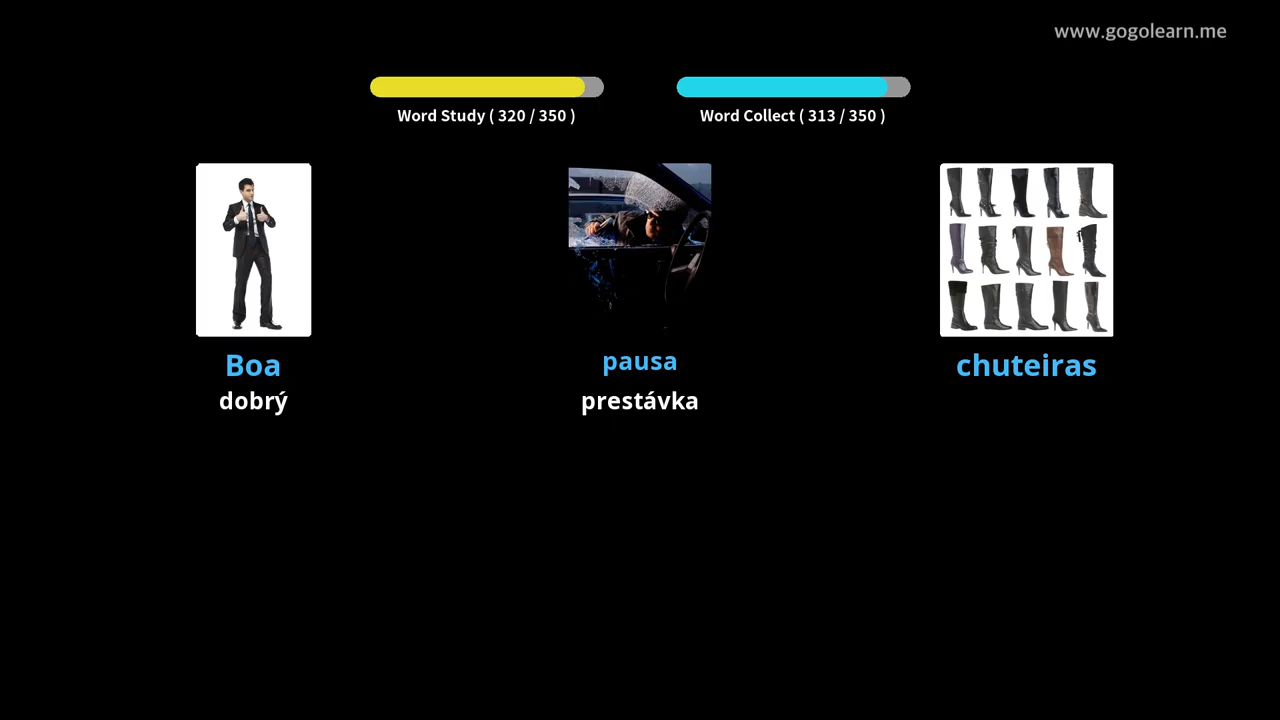 www.gogolearn.me
Word Study ( 320 / 350 )
Word Collect ( 313 / 350 )
Boa
dobrý
pausa
prestávka
chuteiras